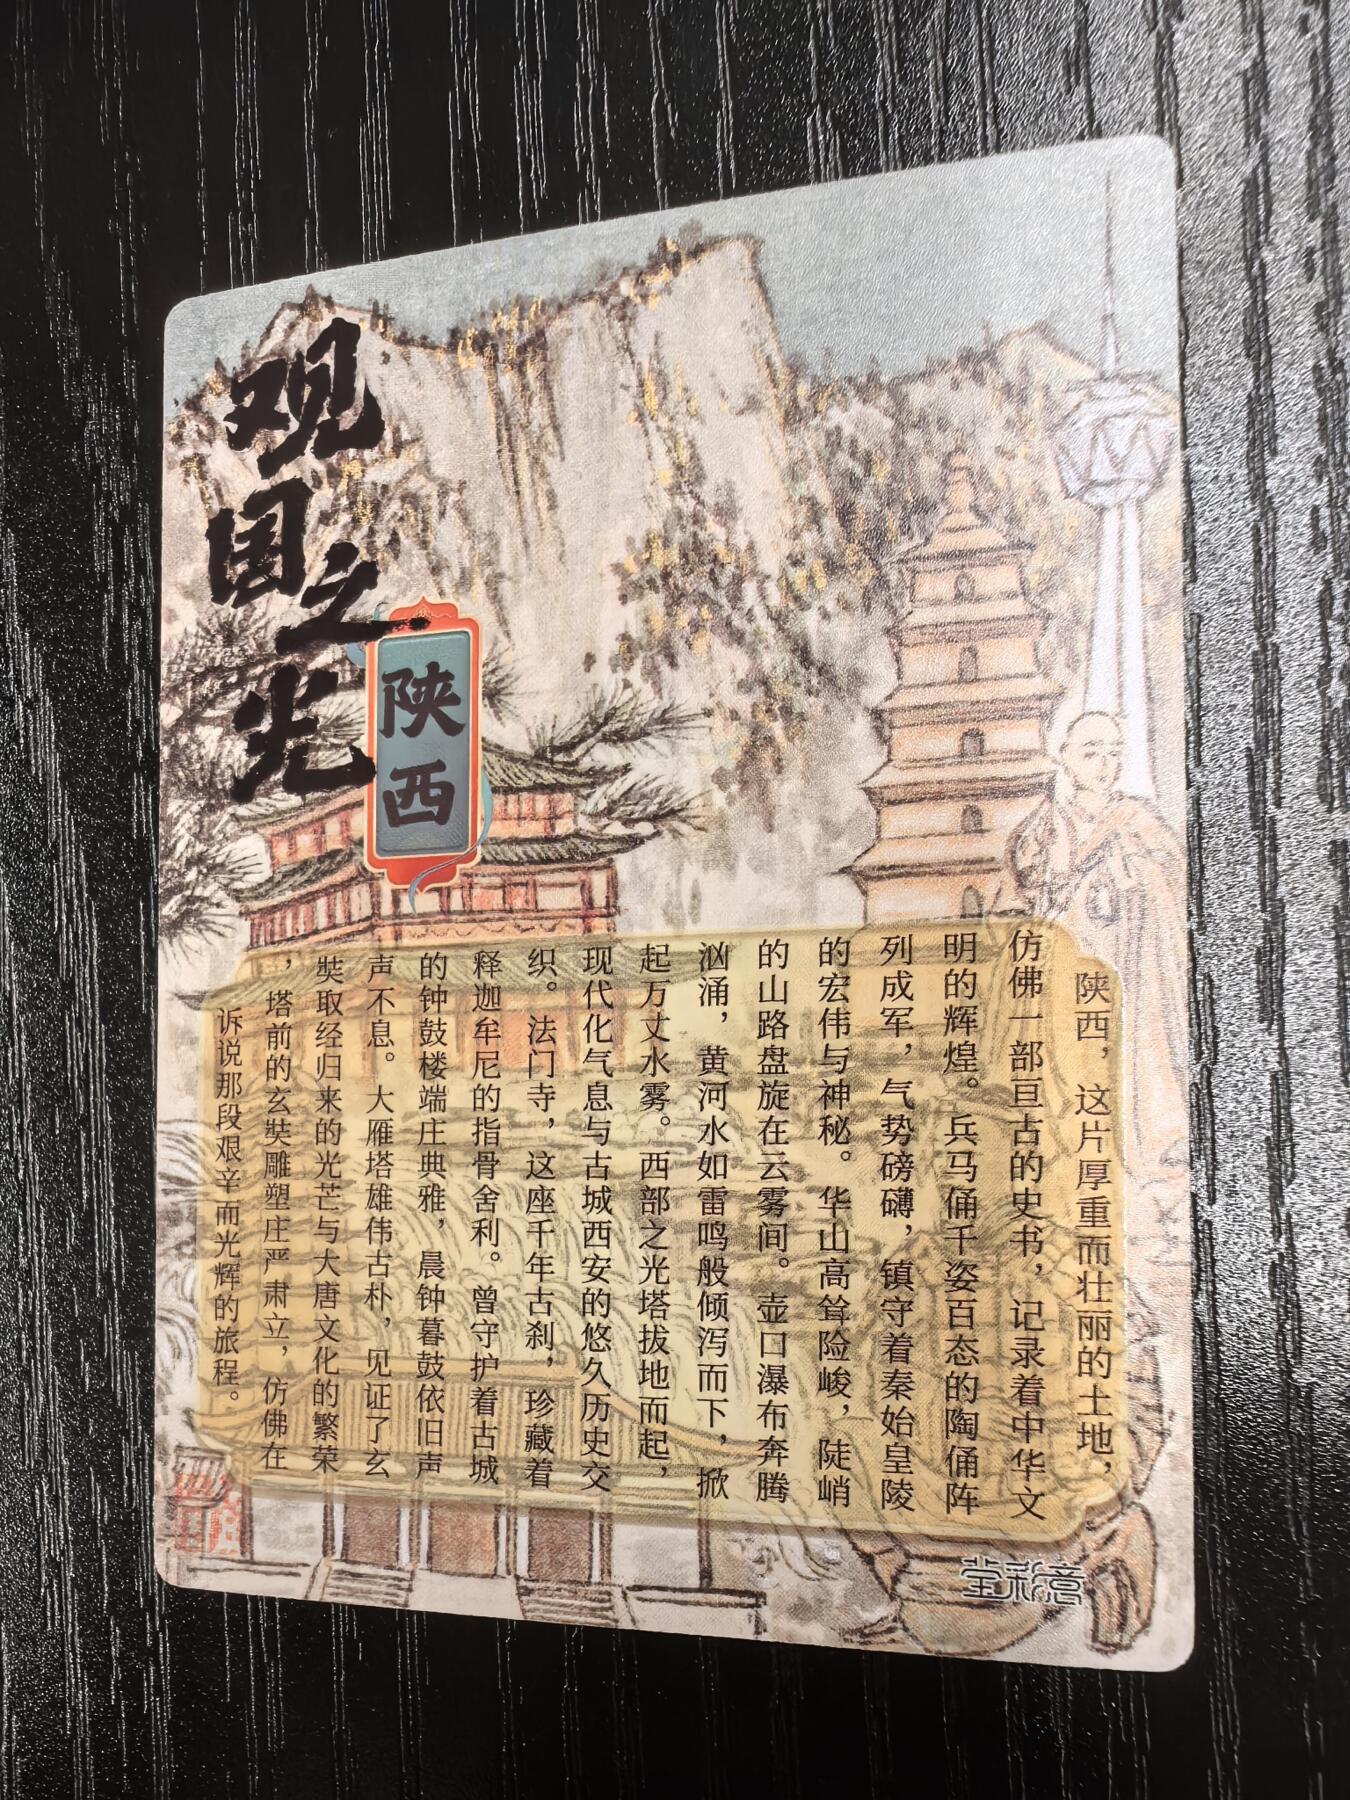 观国之光
陕西
陕西，这片厚重而壮丽的土地，
仿佛一部亘古的史书，记录着中华文
明的辉煌。兵马俑千姿百态的陶俑阵
列成军，气势磅礴，镇守着秦始皇陵
的宏伟与神秘。华山高耸险峻，陡峭
的山路盘旋在云雾间。壶口瀑布奔腾
汹涌，黄河水如雷鸣般倾泻而下，掀
起万丈水雾。西部之光塔拔地而起，
现代化气息与古城西安的悠久历史交
织。法门寺，这座千年古刹，珍藏着
释迦牟尼的指骨舍利。曾守护着古城
的钟鼓楼端庄典雅，晨钟暮鼓依旧声
声不息。大雁塔雄伟古朴，见证了玄
奘取经归来的光芒与大唐文化的繁荣
，塔前的玄奘雕塑庄严肃立，仿佛在
诉说那段艰辛而光辉的旅程。